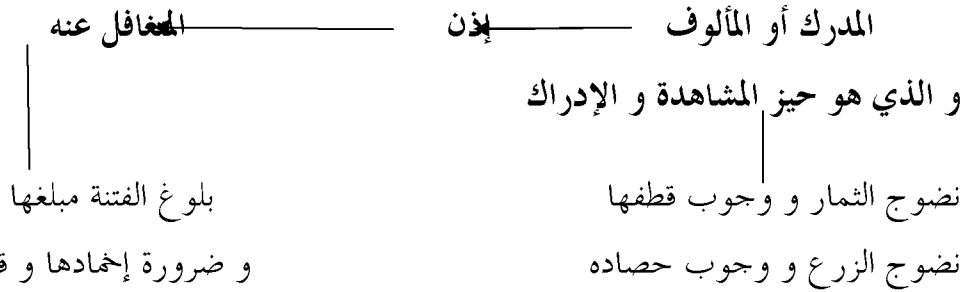 المدرك أو المألوف إذن المتغافل عنه
و الذي هو حيز المشاهدة و الإدراك
نضوج الثمار و وجوب قطفها بلوغ الفتنة مبلغها
نضوج الزرع و وجوب حصاده و ضرورة إخمادها و